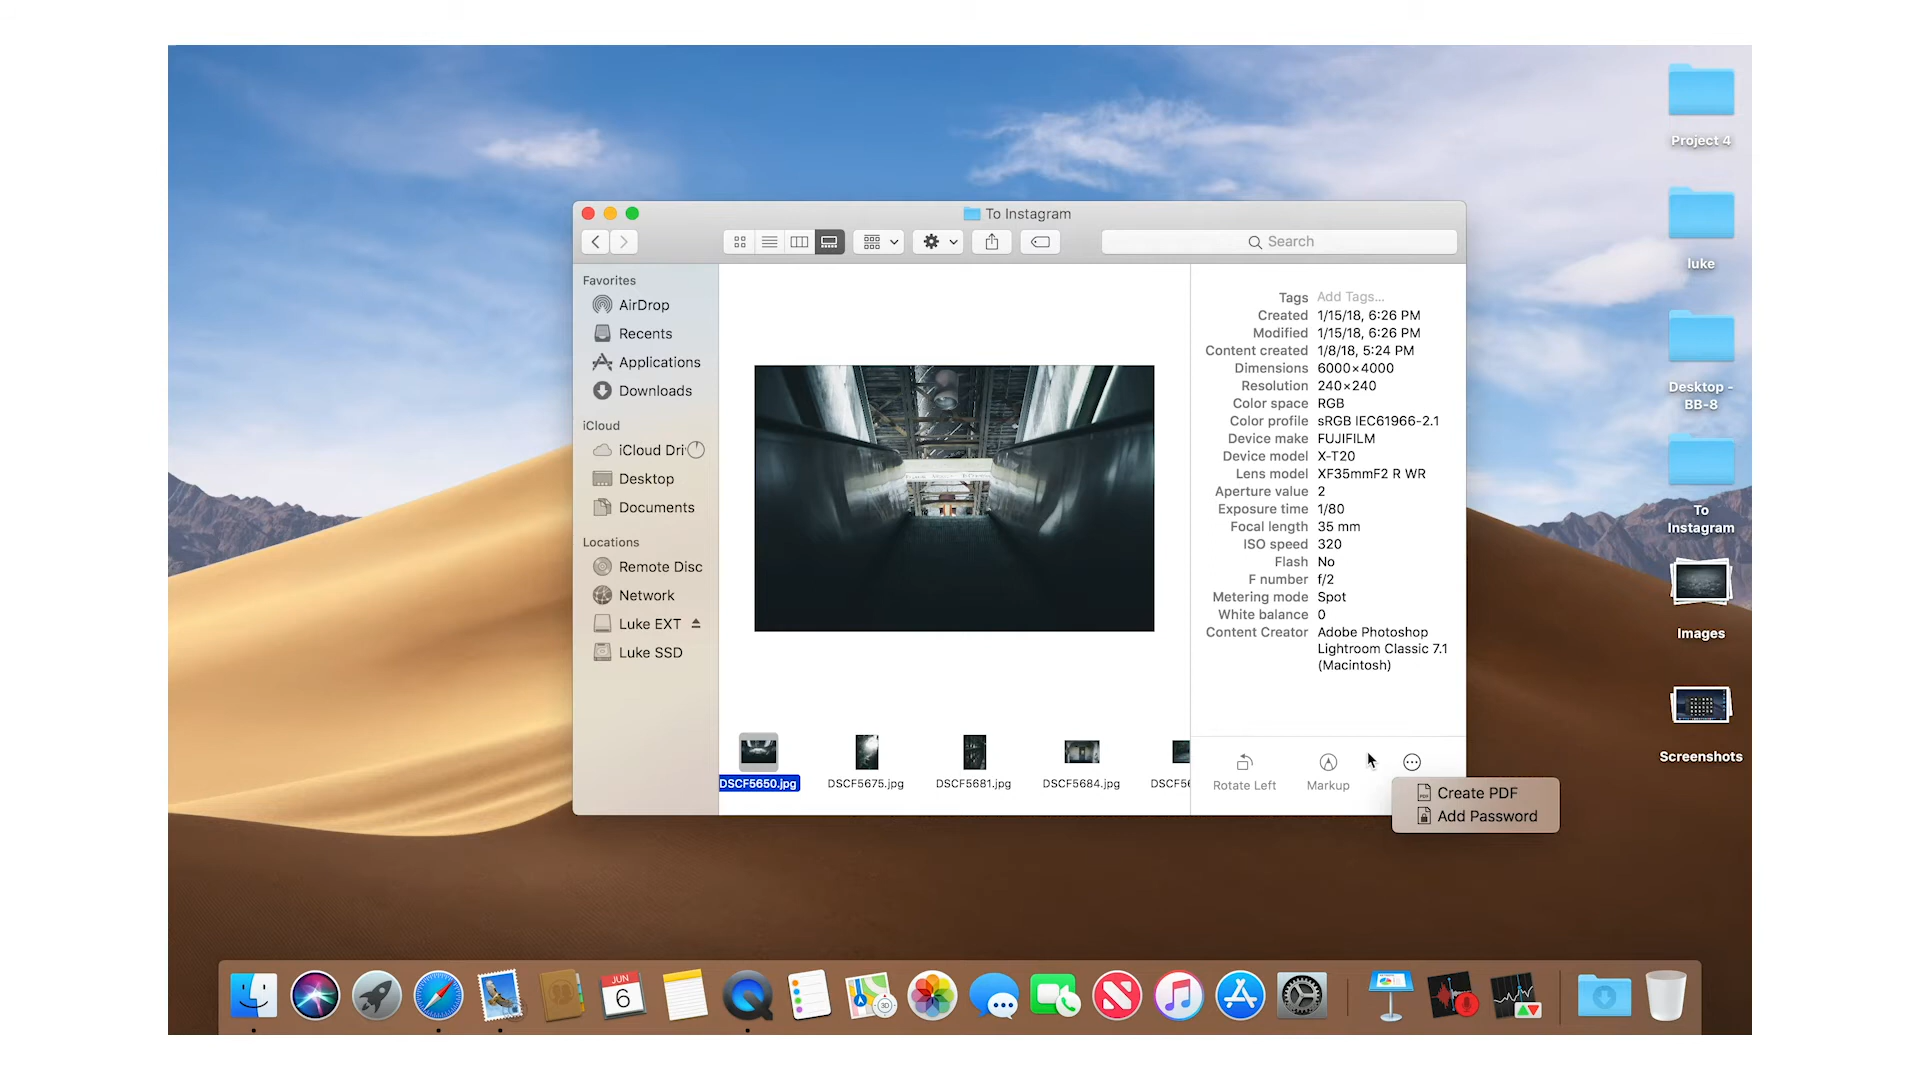 Project 4
luke
Desktop -
BB-8
To
Instagram
Images
Screenshots
To Instagram
Search
Favorites
AirDrop
Recents
Applications
Downloads
iCloud
iCloud Dri
Desktop
Documents
Locations
Remote Disc
Network
Luke EXT
Luke SSD
Tags Add Tags...
Created 1/15/18, 6:26 PM
Modified 1/15/18, 6:26 PM
Content created 1/8/18, 5:24 PM
Dimensions 6000×4000
Resolution 240×240
Color space RGB
Color profile sRGB IEC61966-2.1
Device make FUJIFILM
Device model X-T20
Lens model XF35mmF2 R WR
Aperture value 2
Exposure time 1/80
Focal length 35 mm
ISO speed 320
Flash No
F number f/2
Metering mode Spot
White balance 0
Content Creator Adobe Photoshop
Lightroom Classic 7.1
(Macintosh)
DSCF5650.jpg
DSCF5675.jpg
DSCF5681.jpg
DSCF5684.jpg
DSCF5
Rotate Left
Markup
Create PDF
Add Password
JUN
6
3D